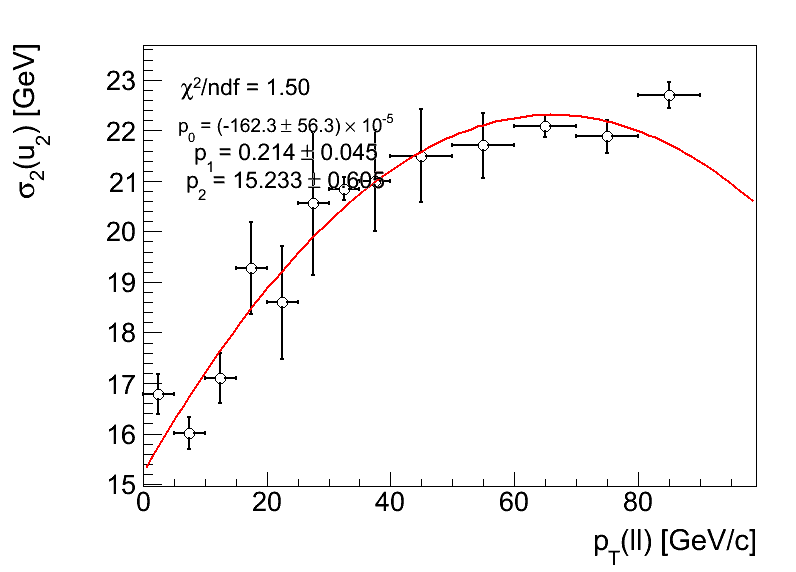 σ₂(u₂) [GeV]
χ²/ndf = 1.50
p₀ = (-162.3 ± 56.3) × 10⁻⁵
p₁ = 0.214 ± 0.045
p₂ = 15.233 ± 0.605
23
22
21
20
19
18
17
16
15
0 20 40 60 80
p_T(ll) [GeV/c]